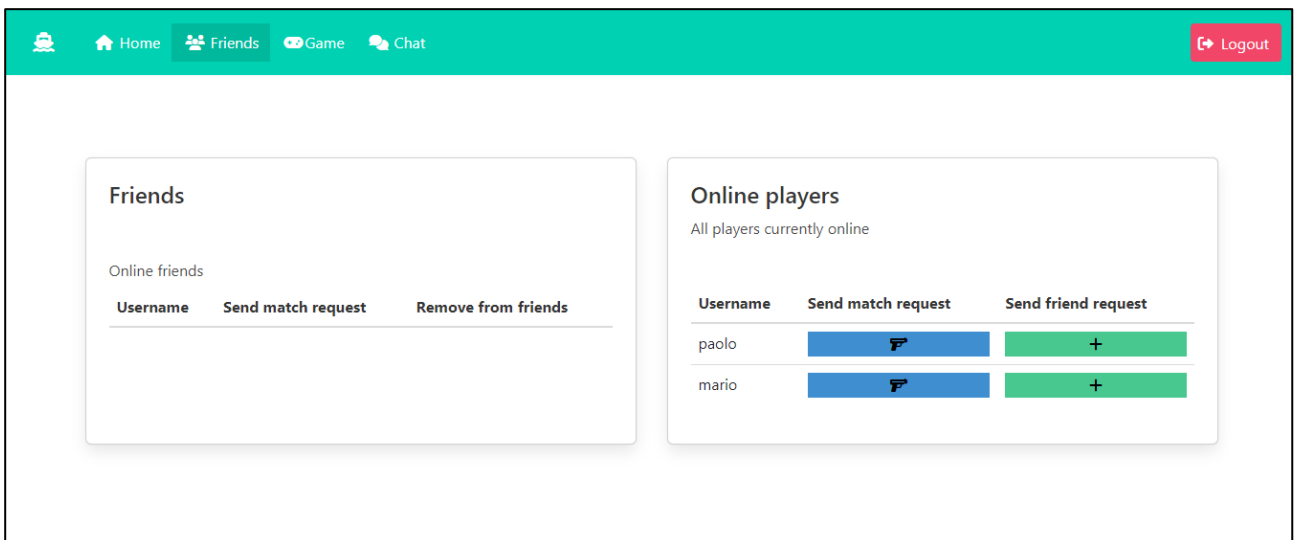 Home Friends Game Chat Logout
Friends
Online friends
Username Send match request Remove from friends
Online players
All players currently online
Username Send match request Send friend request
paolo +
mario +